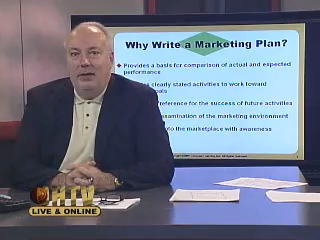 Why Write a Marketing Plan?
Provides a basis for comparison of actual and expected
performance
clearly stated activities to work toward
reference for the success of future activities
examination of the marketing environment
into the marketplace with awareness
HTV
LIVE & ONLINE